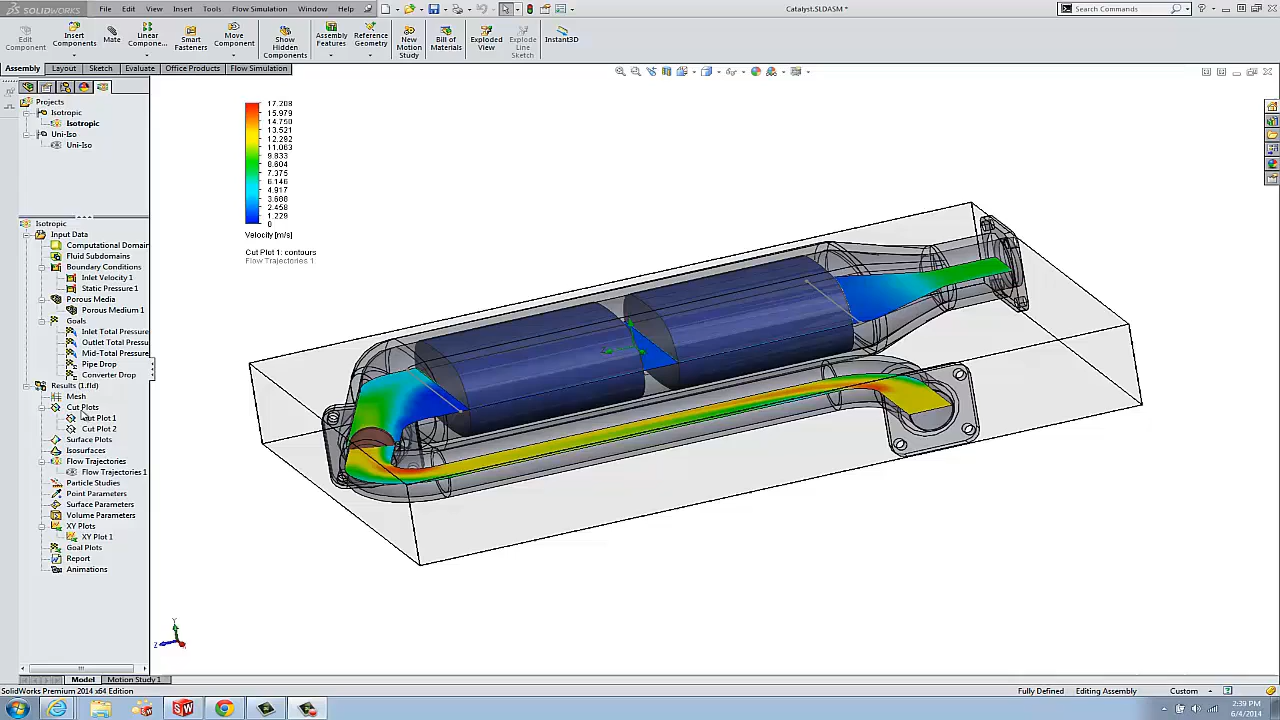 SOLIDWORKS File Edit View Insert Tools Flow Simulation Window Help Catalyst.SLDASM * Search Commands
Edit Component Insert Components Mate Linear Compone... Smart Fasteners Move Component Show Hidden Components Assembly Features Reference Geometry New Motion Study Bill of Materials Exploded View Explode Line Sketch Instant3D
Assembly Layout Sketch Evaluate Office Products Flow Simulation
Projects
Isotropic
Isotropic
Uni-Iso
Uni-Iso
Isotropic
Input Data
Computational Domain
Fluid Subdomains
Boundary Conditions
Inlet Velocity 1
Static Pressure 1
Porous Media
Porous Medium 1
Goals
Inlet Total Pressure
Outlet Total Pressu
Mid-Total Pressure
Pipe Drop
Converter Drop
Results (1.fld)
Mesh
Cut Plots
Cut Plot 1
Cut Plot 2
Surface Plots
Isosurfaces
Flow Trajectories
Flow Trajectories 1
Particle Studies
Point Parameters
Surface Parameters
Volume Parameters
XY Plots
XY Plot 1
Goal Plots
Report
Animations
17.208
15.979
14.750
13.521
12.292
11.063
9.833
8.604
7.375
6.146
4.917
3.688
2.458
1.229
0
Velocity [m/s]
Cut Plot 1: contours
Flow Trajectories 1
Y
Z
Model Motion Study 1
SolidWorks Premium 2014 x64 Edition Fully Defined Editing Assembly Custom
2:39 PM
6/4/2014